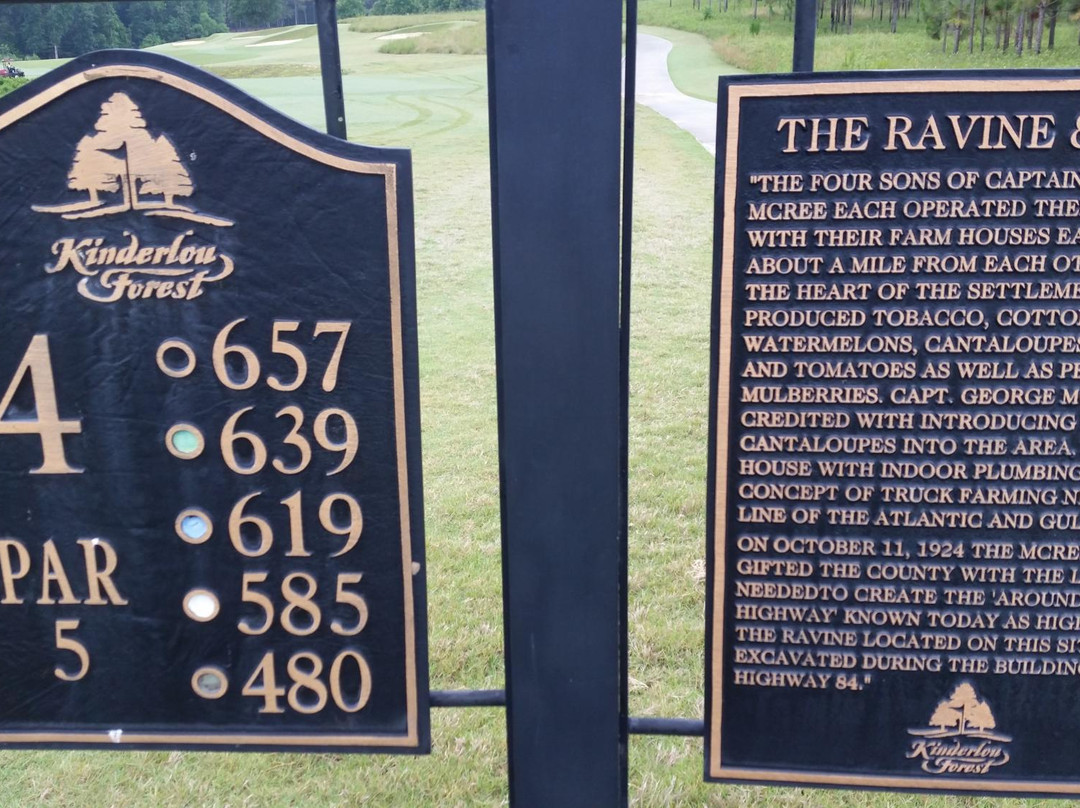 Kinderlou
Forest
4
657
639
619
585
480
PAR
5
THE RAVINE &
"THE FOUR SONS OF CAPTAIN
MCREE EACH OPERATED THE
WITH THEIR FARM HOUSES EA
ABOUT A MILE FROM EACH OT
THE HEART OF THE SETTLEME
PRODUCED TOBACCO, COTTO
WATERMELONS, CANTALOUPES
AND TOMATOES AS WELL AS PE
MULBERRIES. CAPT. GEORGE M
CREDITED WITH INTRODUCING
CANTALOUPES INTO THE AREA,
HOUSE WITH INDOOR PLUMBING
CONCEPT OF TRUCK FARMING N
LINE OF THE ATLANTIC AND GUL
ON OCTOBER 11, 1924 THE MCRE
GIFTED THE COUNTY WITH THE L
NEEDEDTO CREATE THE 'AROUND
HIGHWAY' KNOWN TODAY AS HIG
THE RAVINE LOCATED ON THIS SI
EXCAVATED DURING THE BUILDING
HIGHWAY 84."
Kinderlou
Forest